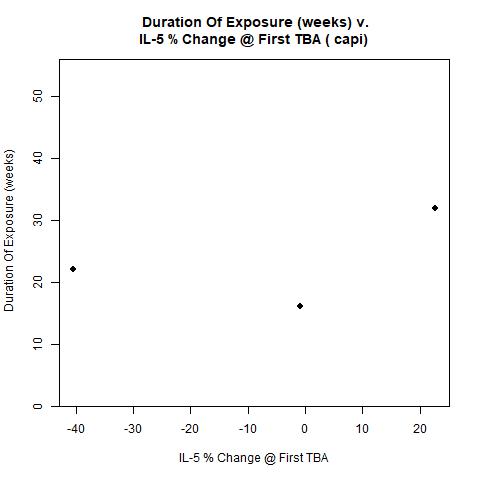 Duration Of Exposure (weeks) v.
IL-5 % Change @ First TBA ( capi)
Duration Of Exposure (weeks)
50
40
30
20
10
0
-40 -30 -20 -10 0 10 20
IL-5 % Change @ First TBA